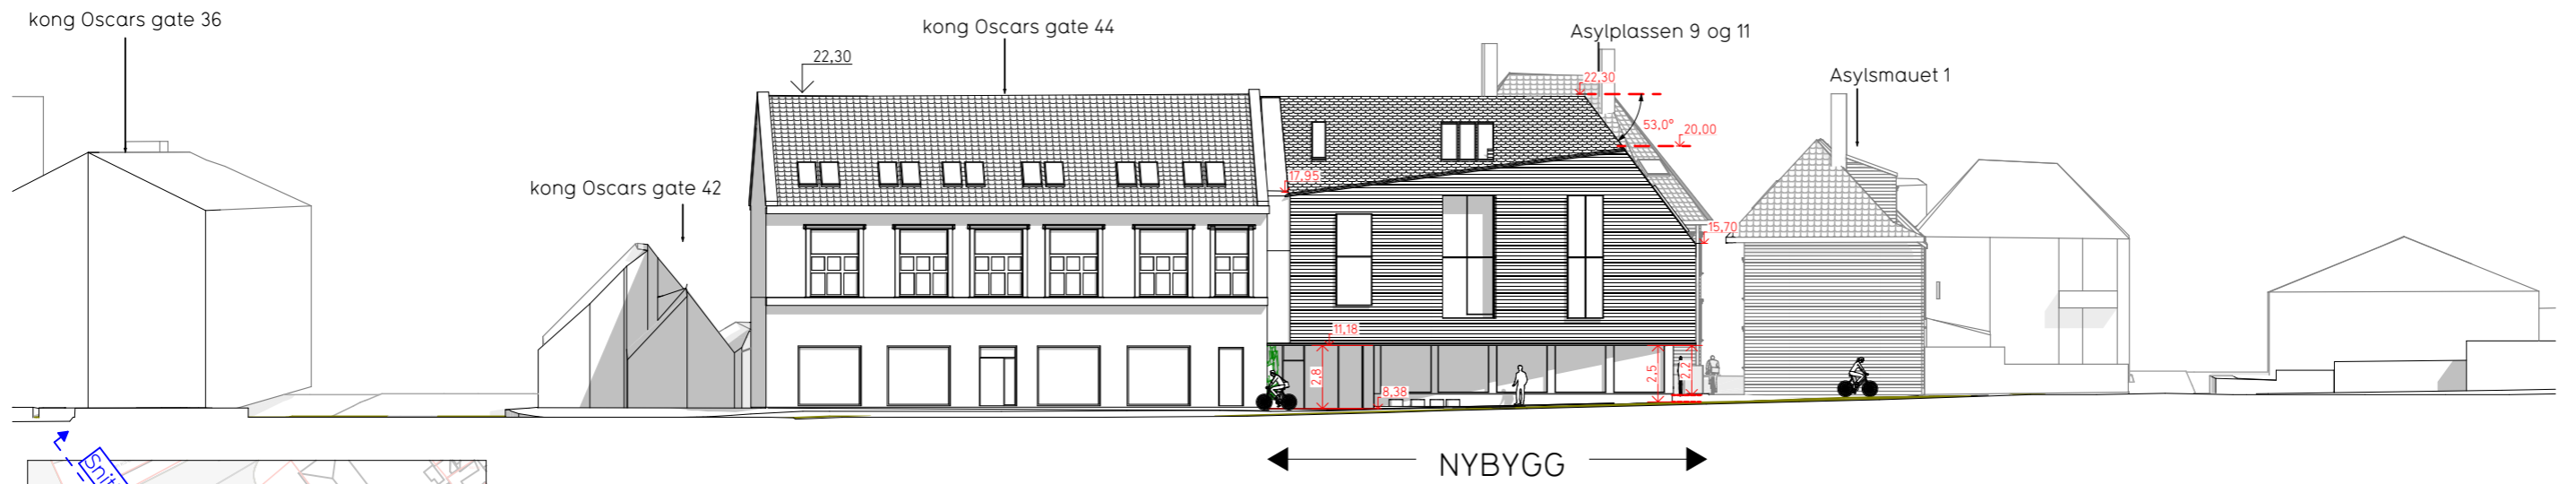 kong Oscars gate 36
kong Oscars gate 44
Asylplassen 9 og 11
22,30
22,30
Asylsmauet 1
53,0°
20,00
kong Oscars gate 42
17,95
15,70
11,18
2,8
2,5
2,2
8,38
Snit
NYBYGG